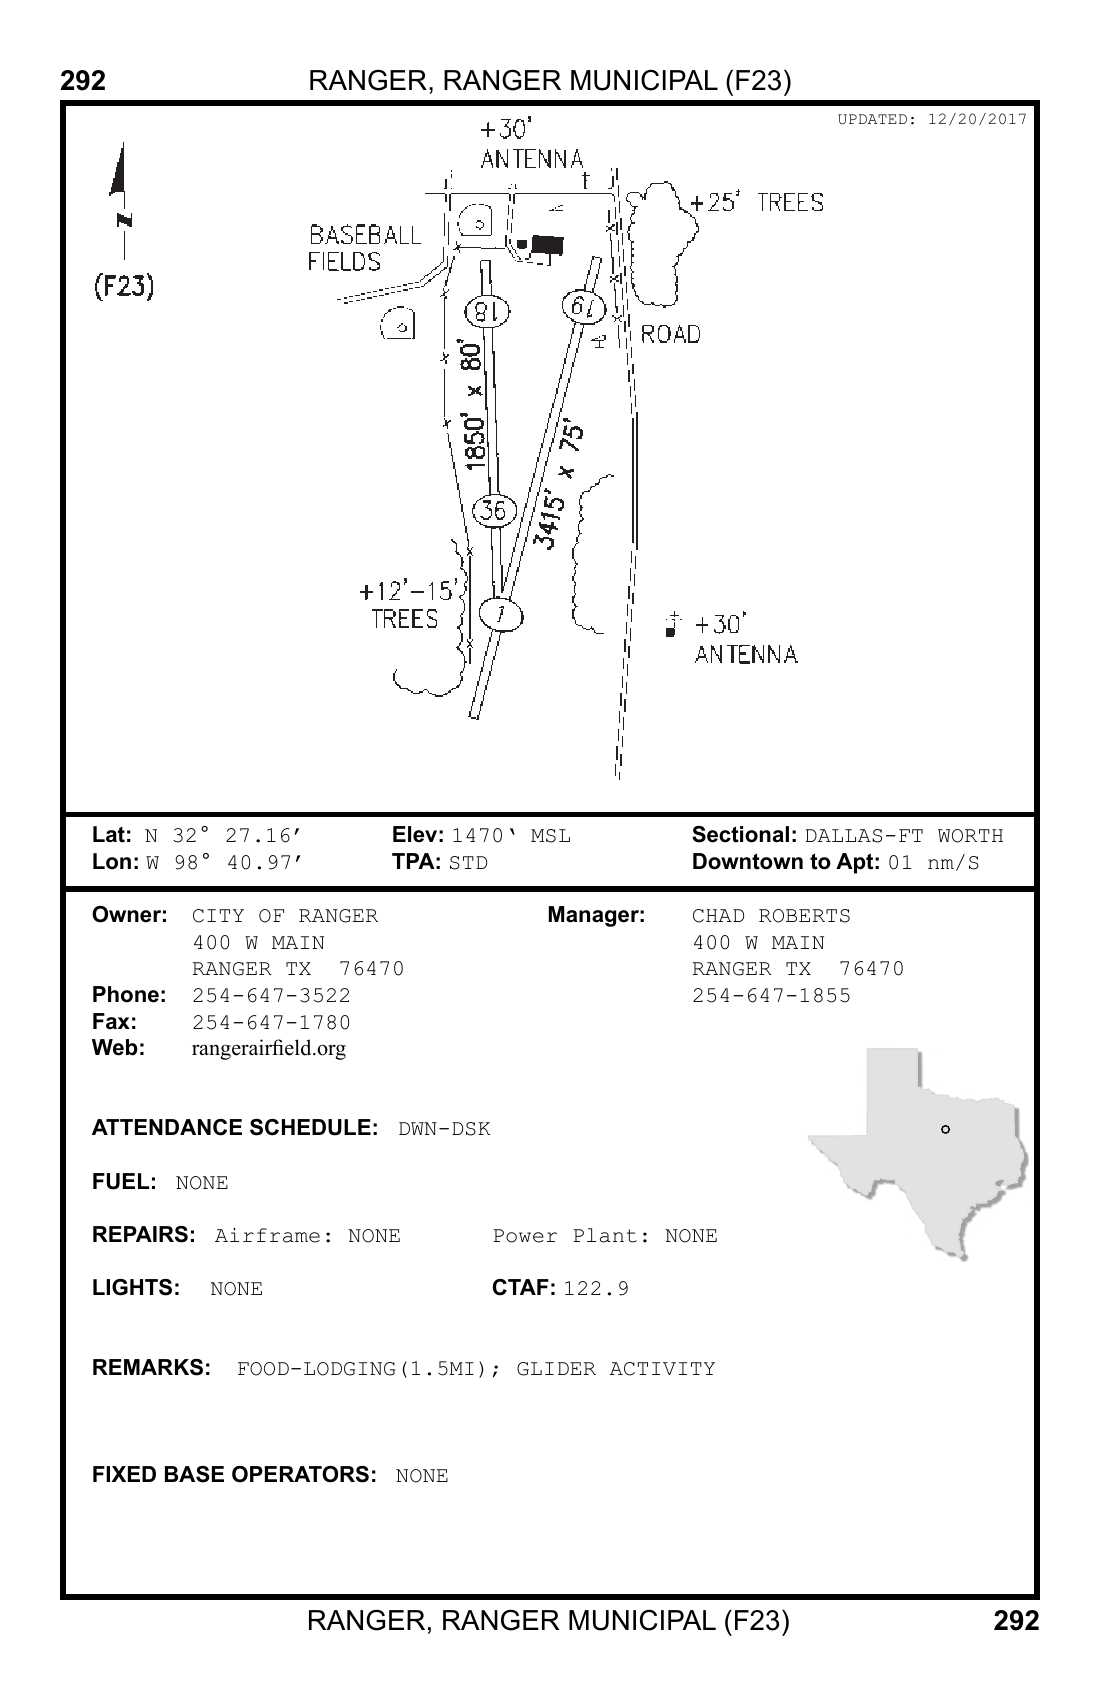 292 RANGER, RANGER MUNICIPAL (F23)
UPDATED: 12/20/2017
+30'
ANTENNA
+25' TREES
BASEBALL
FIELDS
N
(F23)
18
19
ROAD
1850' x 80'
3415' x 75'
36
+12'-15'
TREES
1
+30'
ANTENNA
Lat: N 32° 27.16′ Elev: 1470‘ MSL Sectional: DALLAS-FT WORTH
Lon: W 98° 40.97′ TPA: STD Downtown to Apt: 01 nm/S
Owner: CITY OF RANGER Manager: CHAD ROBERTS
400 W MAIN 400 W MAIN
RANGER TX 76470 RANGER TX 76470
Phone: 254-647-3522 254-647-1855
Fax: 254-647-1780
Web: rangerairfield.org
ATTENDANCE SCHEDULE: DWN-DSK
FUEL: NONE
REPAIRS: Airframe: NONE Power Plant: NONE
LIGHTS: NONE CTAF: 122.9
REMARKS: FOOD-LODGING(1.5MI); GLIDER ACTIVITY
FIXED BASE OPERATORS: NONE
RANGER, RANGER MUNICIPAL (F23) 292